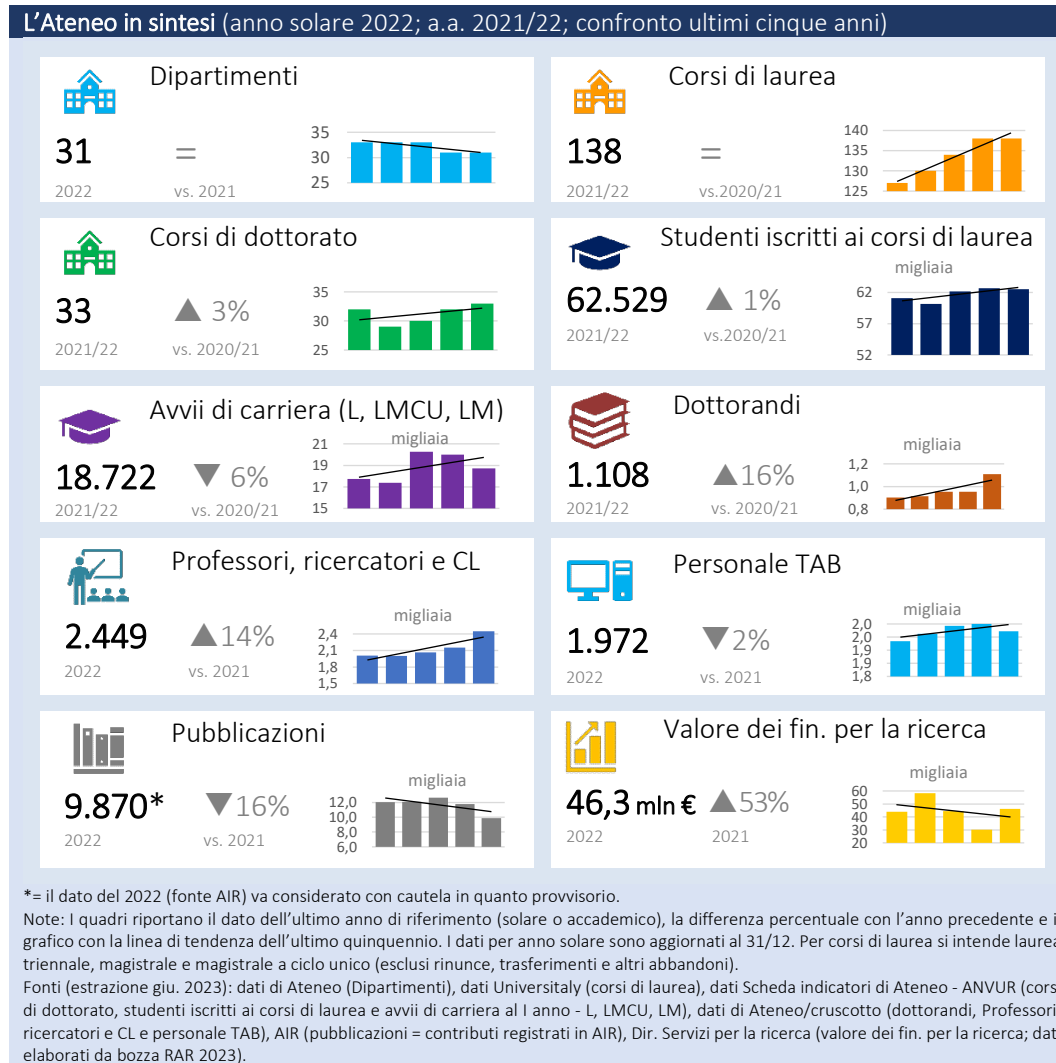 L’Ateneo in sintesi (anno solare 2022; a.a. 2021/22; confronto ultimi cinque anni)
Dipartimenti
31
=
2022
vs. 2021
35
30
25
Corsi di laurea
138
=
2021/22
vs.2020/21
140
135
130
125
Corsi di dottorato
33
▲ 3%
2021/22
vs. 2020/21
35
30
25
Studenti iscritti ai corsi di laurea
migliaia
62.529
▲ 1%
2021/22
vs.2020/21
62
57
52
Avvii di carriera (L, LMCU, LM)
migliaia
18.722
▼ 6%
2021/22
vs. 2020/21
21
19
17
15
Dottorandi
migliaia
1.108
▲16%
2021/22
vs. 2020/21
1,2
1,0
0,8
Professori, ricercatori e CL
migliaia
2.449
▲14%
2022
vs. 2021
2,4
2,1
1,8
1,5
Personale TAB
migliaia
1.972
▼2%
2022
vs. 2021
2,0
2,0
1,9
1,9
1,8
Pubblicazioni
migliaia
9.870*
▼16%
2022
vs. 2021
12,0
10,0
8,0
6,0
Valore dei fin. per la ricerca
migliaia
46,3 mln €
▲53%
2022
2021
60
50
40
30
20
*= il dato del 2022 (fonte AIR) va considerato con cautela in quanto provvisorio.
Note: I quadri riportano il dato dell’ultimo anno di riferimento (solare o accademico), la differenza percentuale con l’anno precedente e i
grafico con la linea di tendenza dell’ultimo quinquennio. I dati per anno solare sono aggiornati al 31/12. Per corsi di laurea si intende laurea
triennale, magistrale e magistrale a ciclo unico (esclusi rinunce, trasferimenti e altri abbandoni).
Fonti (estrazione giu. 2023): dati di Ateneo (Dipartimenti), dati Universitaly (corsi di laurea), dati Scheda indicatori di Ateneo - ANVUR (cors
di dottorato, studenti iscritti ai corsi di laurea e avvii di carriera al I anno - L, LMCU, LM), dati di Ateneo/cruscotto (dottorandi, Professori
ricercatori e CL e personale TAB), AIR (pubblicazioni = contributi registrati in AIR), Dir. Servizi per la ricerca (valore dei fin. per la ricerca; dat
elaborati da bozza RAR 2023).